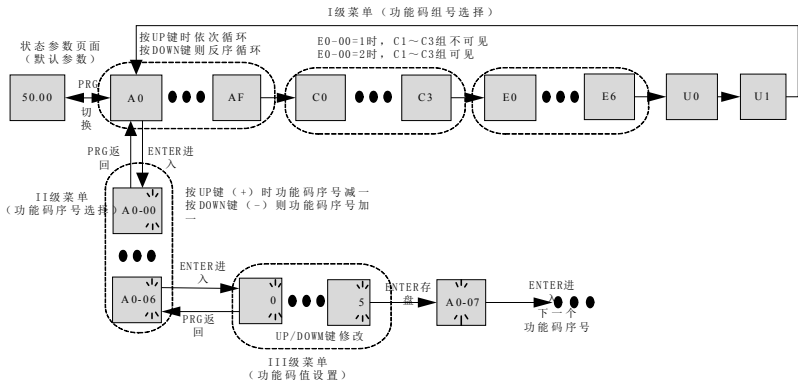 I级菜单（功能码组号选择）
按UP键时依次循环
按DOWN键则反序循环
E0-00=1时，C1～C3组不可见
E0-00=2时，C1～C3组可见
状态参数页面
（默认参数）
50.00
PRG
切
换
A0
AF
C0
C3
E0
E6
U0
U1
PRG返
回
ENTER进
入
II级菜单
（功能码序号选择）
A0-00
按UP键（+）时功能码序号减一
按DOWN键（-）则功能码序号加
一
A0-06
ENTER进
入
PRG返
回
0
5
UP/DOWM键修改
ENTER存
盘
A0-07
ENTER进
入
下一个
功能码序号
III级菜单
（功能码值设置）